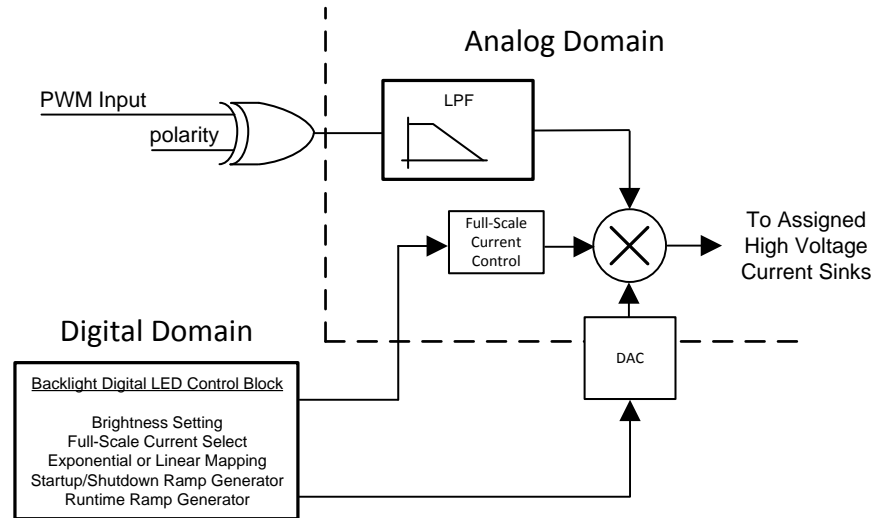 Analog Domain
PWM Input
polarity
LPF
Full-Scale
Current
Control
To Assigned
High Voltage
Current Sinks
Digital Domain
DAC
Backlight Digital LED Control Block
Brightness Setting
Full-Scale Current Select
Exponential or Linear Mapping
Startup/Shutdown Ramp Generator
Runtime Ramp Generator